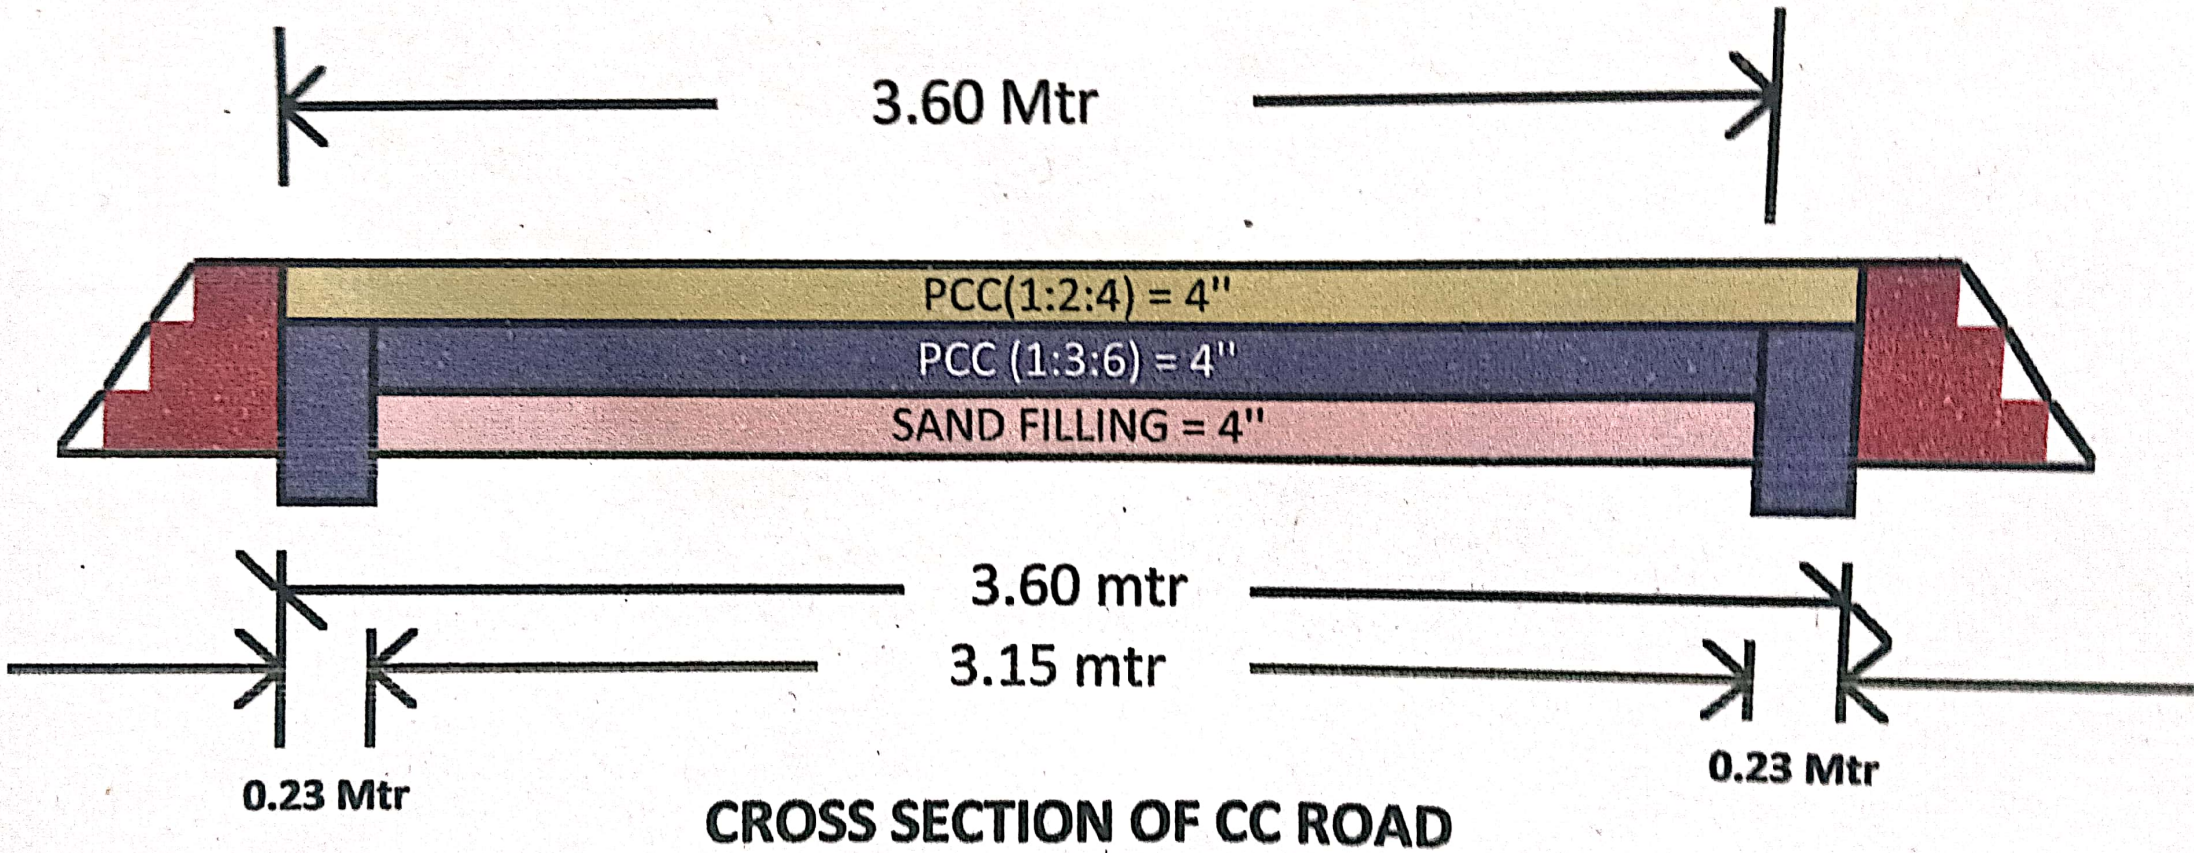 3.60 Mtr
PCC(1:2:4) = 4"
PCC (1:3:6) = 4"
SAND FILLING = 4"
3.60 mtr
3.15 mtr
0.23 Mtr
0.23 Mtr
CROSS SECTION OF CC ROAD